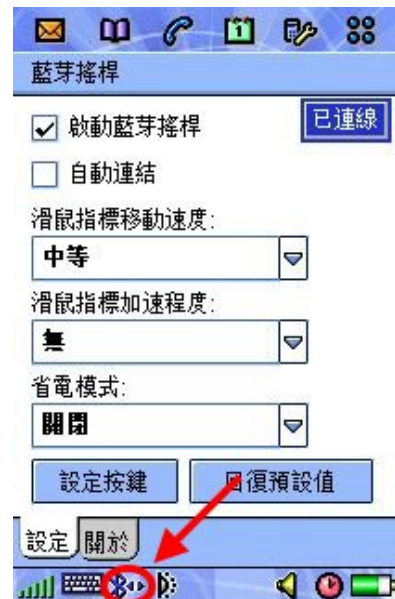 藍芽搖桿
啟動藍芽搖桿
已連線
自動連結
滑鼠指標移動速度:
中等
滑鼠指標加速程度:
無
省電模式:
關閉
設定按鍵
回復預設值
設定
關於